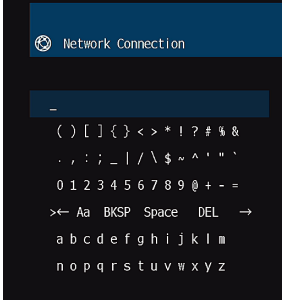 Network Connection
_
( ) [ ] { } < > * ! ? # % &
. , : ; _ | / \ $ ~ ^ ' " `
0 1 2 3 4 5 6 7 8 9 @ + - =
>← Aa BKSP Space DEL →
a b c d e f g h i j k l m
n o p q r s t u v w x y z